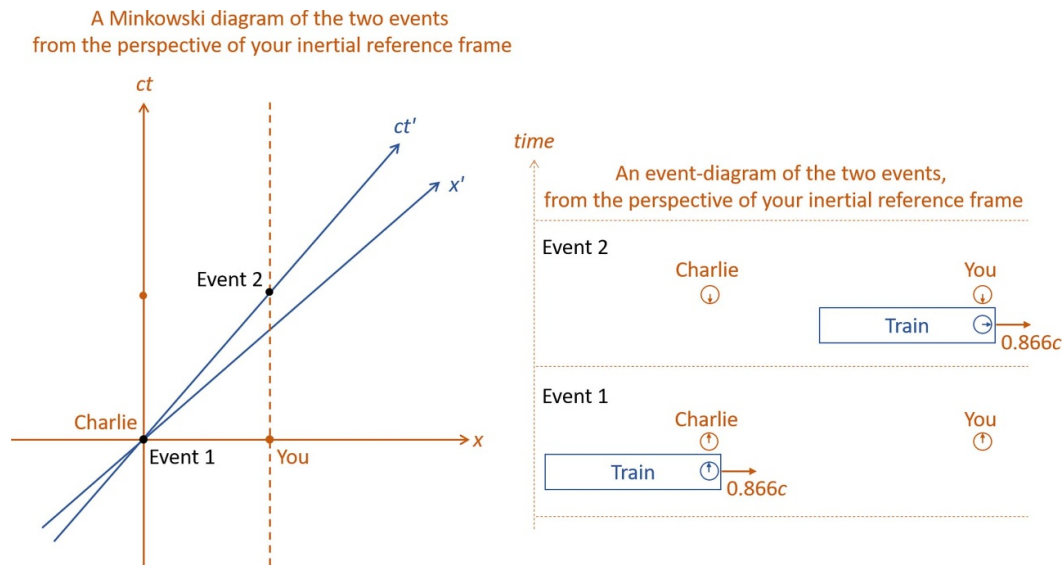 A Minkowski diagram of the two events
from the perspective of your inertial reference frame
ct
ct'
x'
Event 2
Charlie
Event 1
You
x
time
An event-diagram of the two events,
from the perspective of your inertial reference frame
Event 2
Charlie
You
Train
0.866c
Event 1
Charlie
You
Train
0.866c